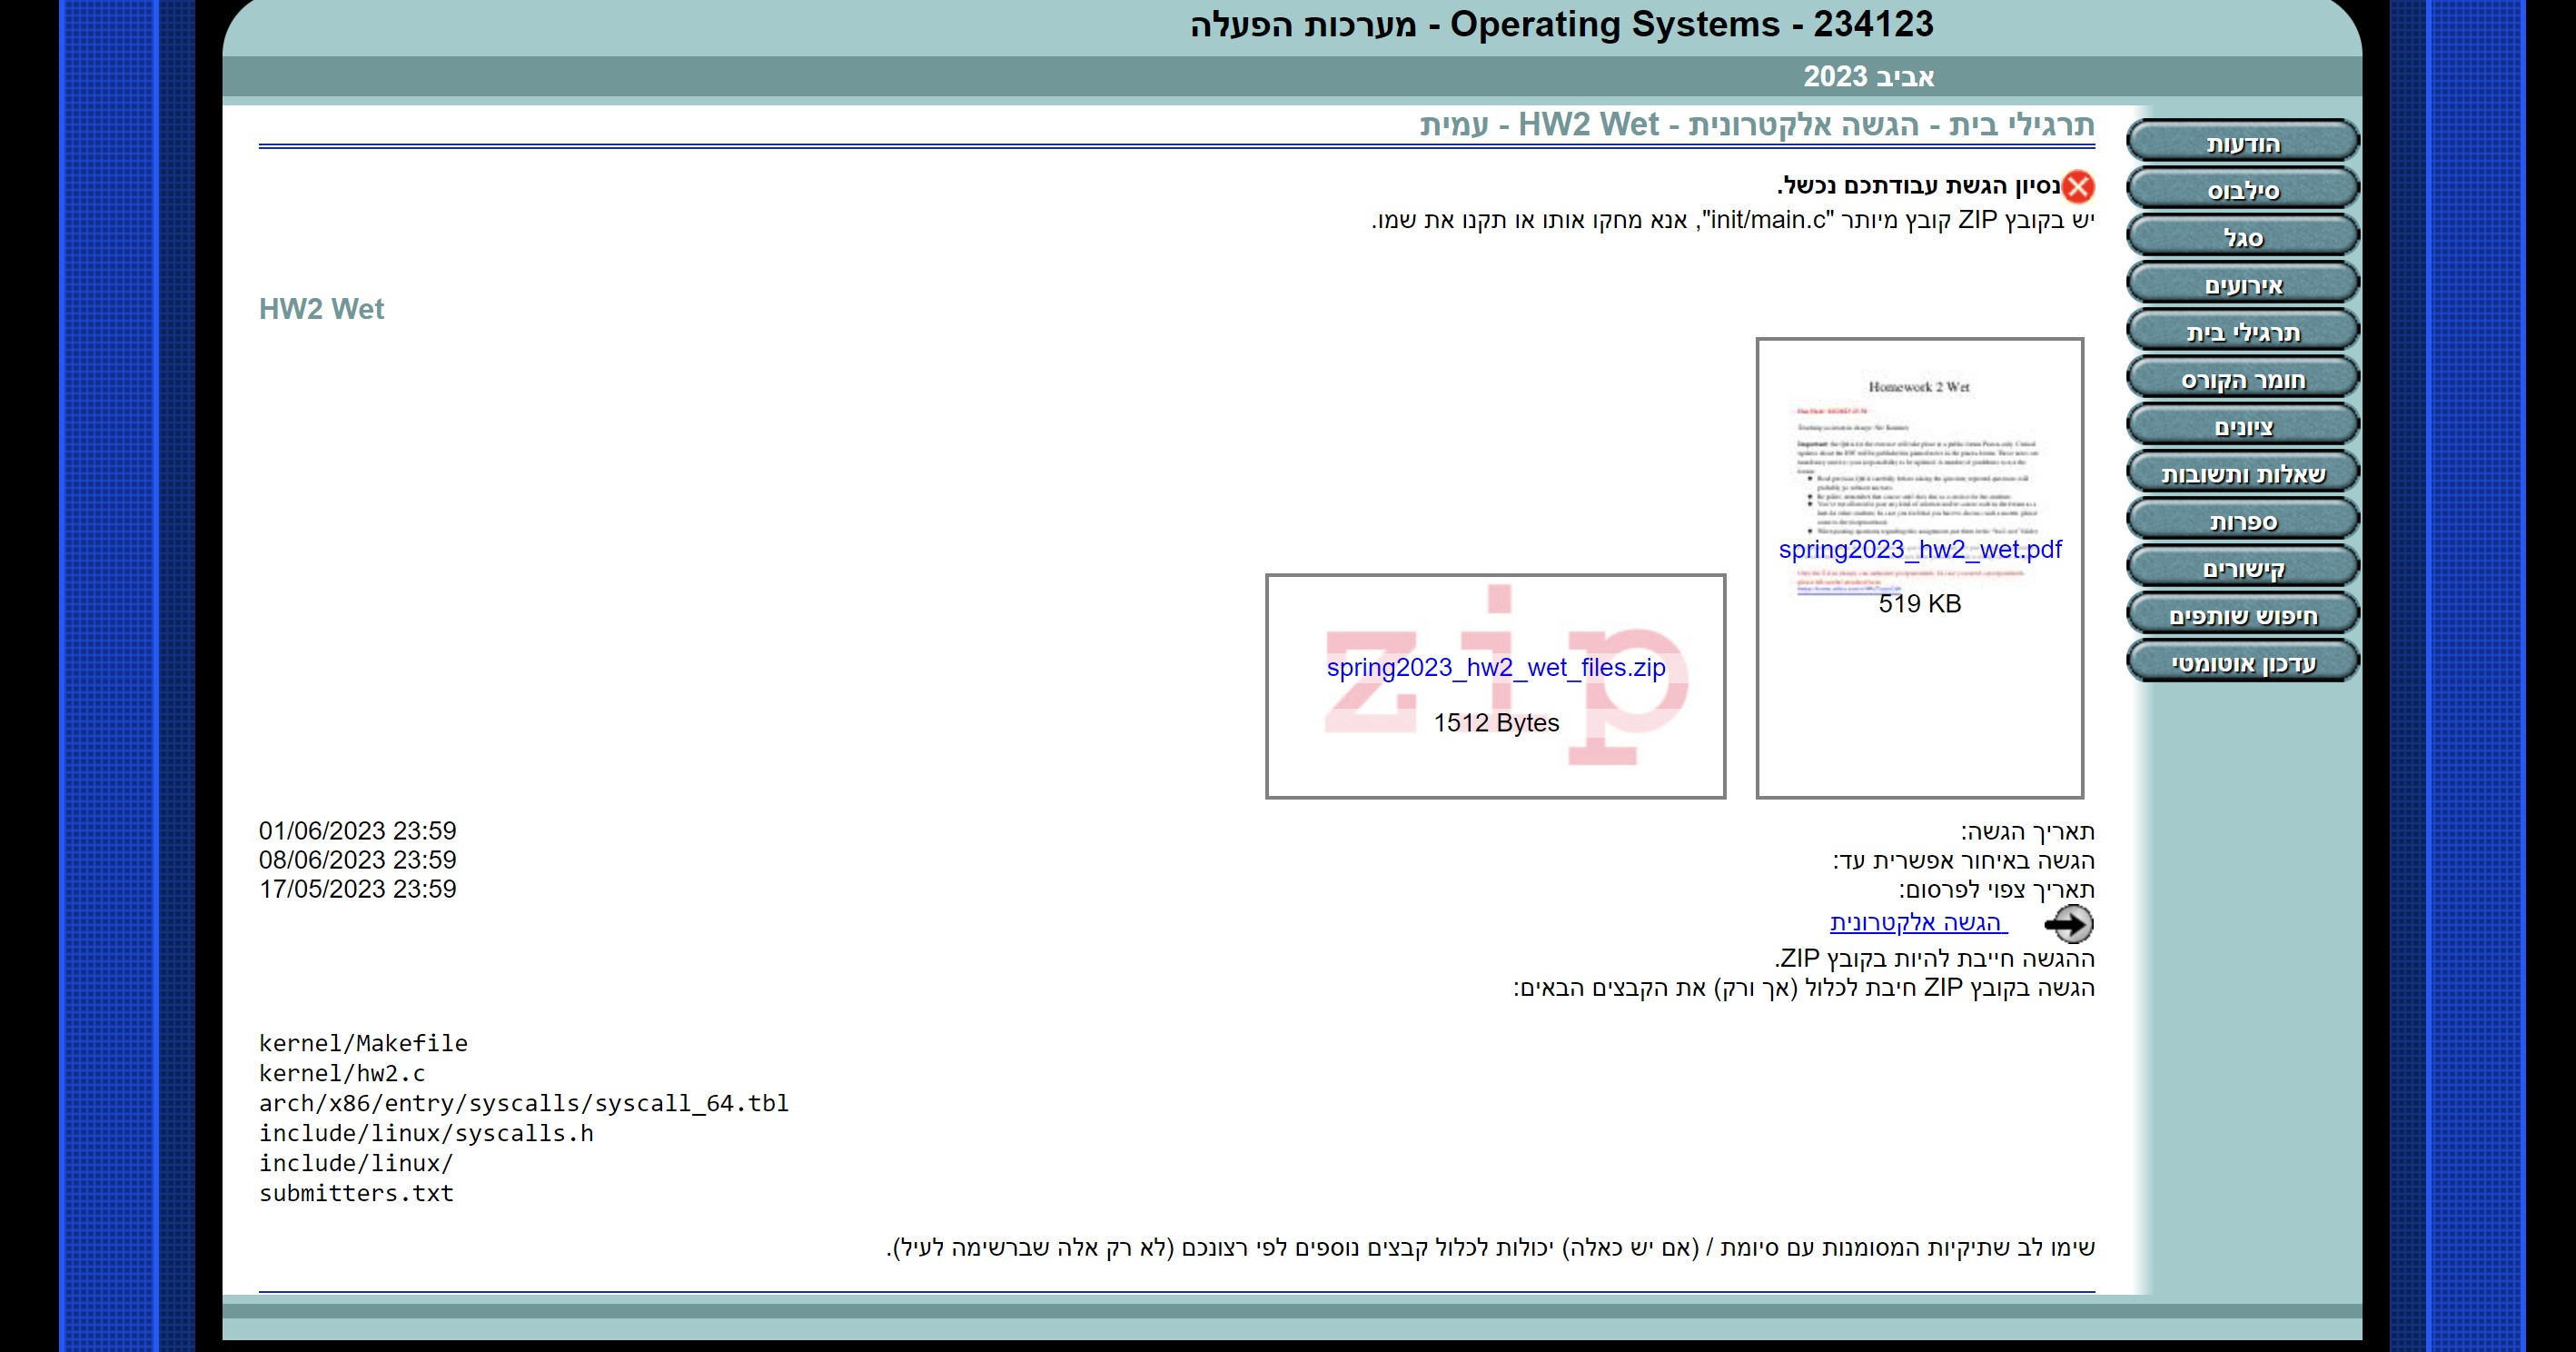 מערכות הפעלה - Operating Systems - 234123
אביב 2023
תרגילי בית - הגשה אלקטרונית - HW2 Wet - עמית
נסיון הגשת עבודתכם נכשל.
יש בקובץ ZIP קובץ מיותר "init/main.c", אנא מחקו אותו או תקנו את שמו.
הודעות
סילבוס
סגל
אירועים
תרגילי בית
חומר הקורס
ציונים
שאלות ותשובות
ספרות
קישורים
חיפוש שותפים
עדכון אוטומטי
HW2 Wet
Homework 2 Wet
spring2023_hw2_wet.pdf
519 KB
zip
spring2023_hw2_wet_files.zip
1512 Bytes
תאריך הגשה: 01/06/2023 23:59
הגשה באיחור אפשרית עד: 08/06/2023 23:59
תאריך צפוי לפרסום: 17/05/2023 23:59
הגשה אלקטרונית
ההגשה חייבת להיות בקובץ ZIP.
הגשה בקובץ ZIP חיבת לכלול (אך ורק) את הקבצים הבאים:
kernel/Makefile
kernel/hw2.c
arch/x86/entry/syscalls/syscall_64.tbl
include/linux/syscalls.h
include/linux/
submitters.txt
שימו לב שתיקיות המסומנות עם סיומת / (אם יש כאלה) יכולות לכלול קבצים נוספים לפי רצונכם (לא רק אלה שברשימה לעיל).